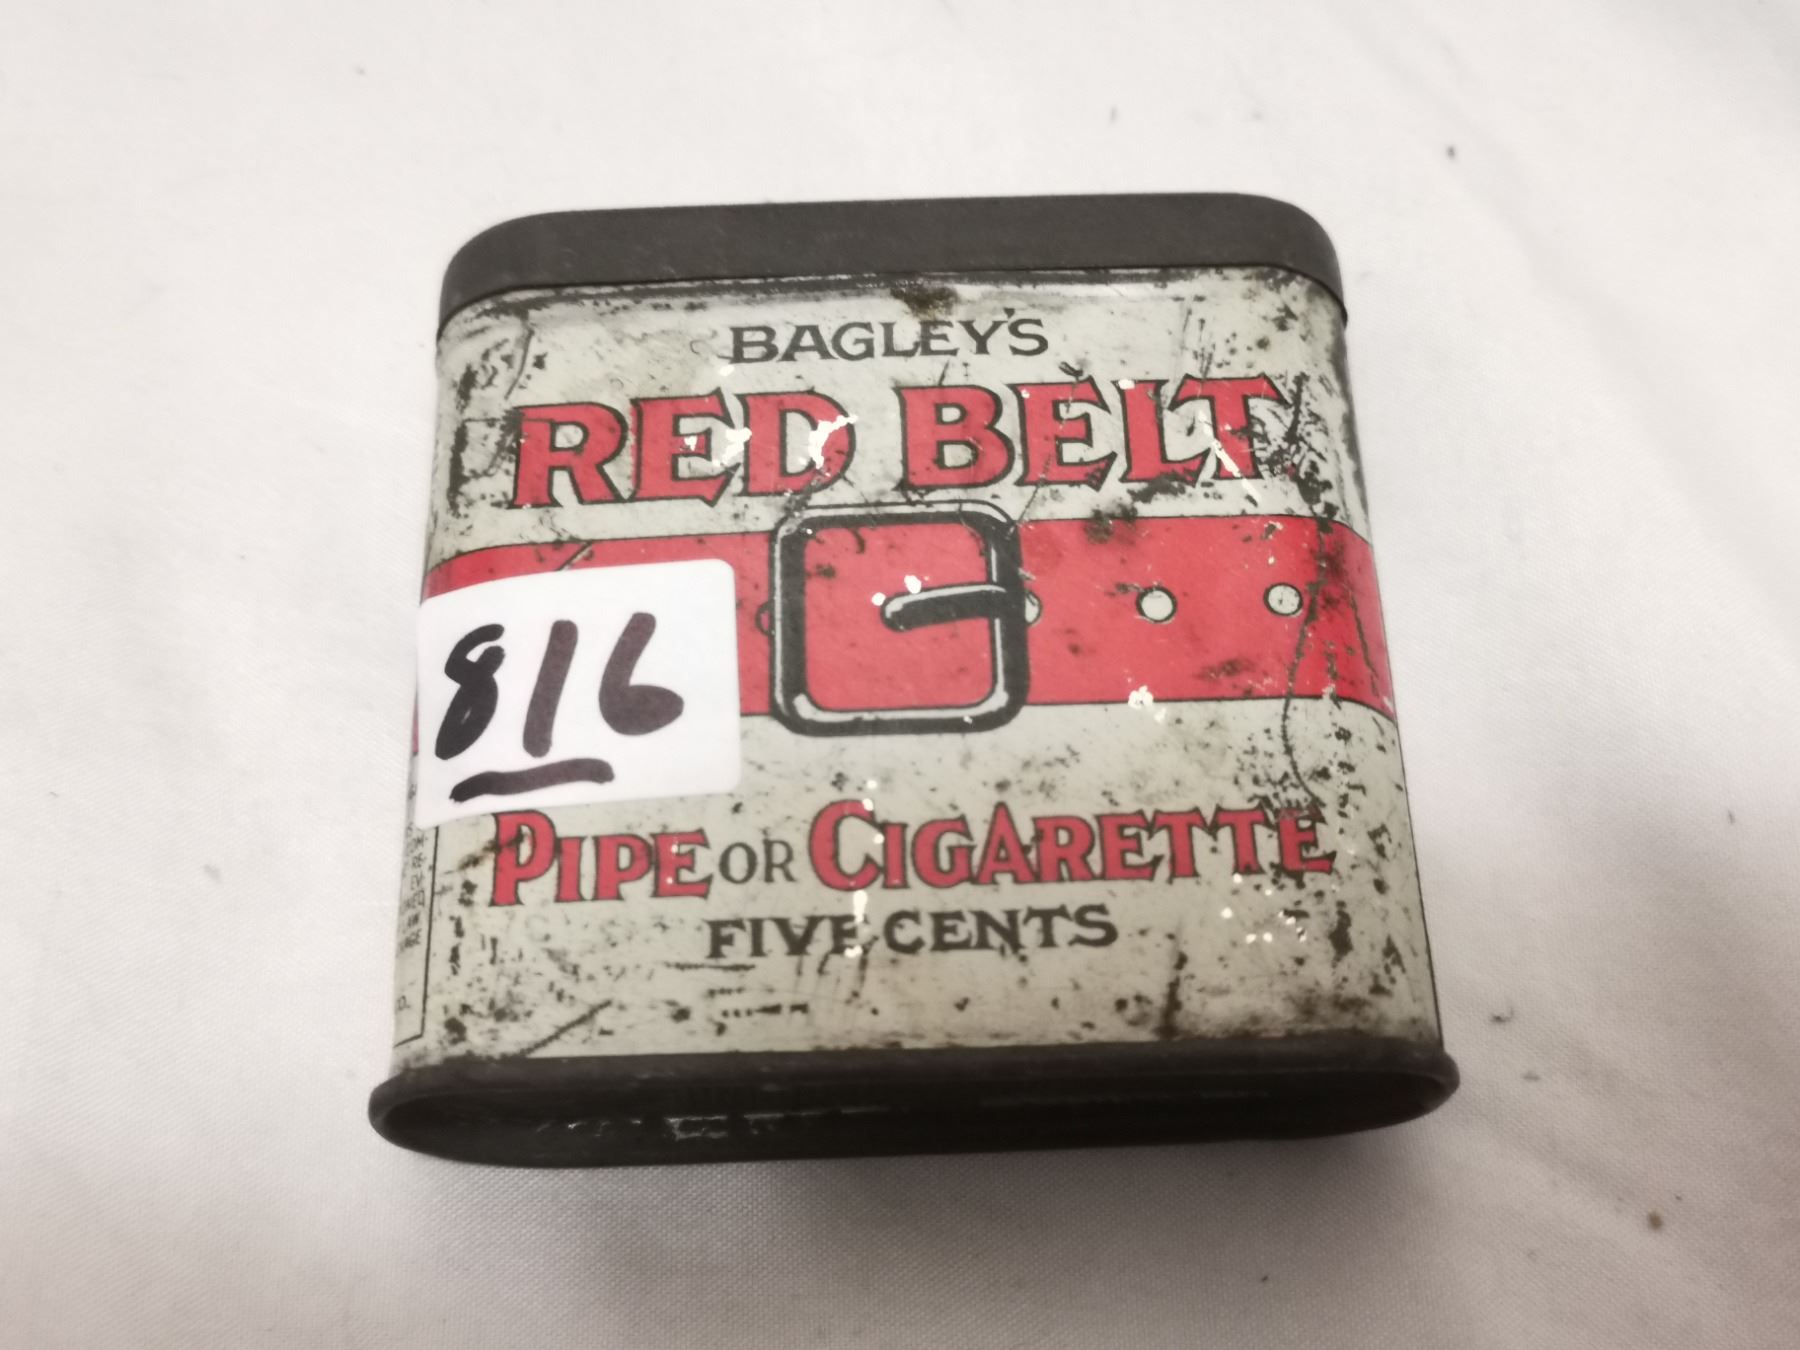 BAGLEY'S
RED BELT
816
PIPE OR CIGARETTE
FIVE CENTS